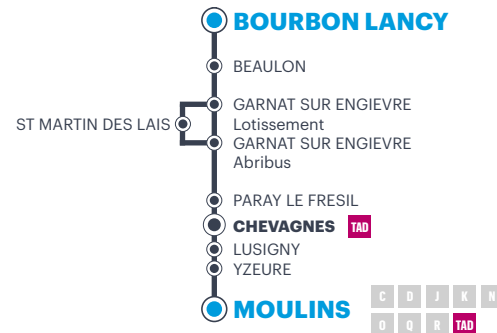 BOURBON LANCY
BEAULON
GARNAT SUR ENGIEVRE
Lotissement
ST MARTIN DES LAIS
GARNAT SUR ENGIEVRE
Abribus
PARAY LE FRESIL
CHEVAGNES TAD
LUSIGNY
YZEURE
MOULINS
C D J K N
O Q R TAD